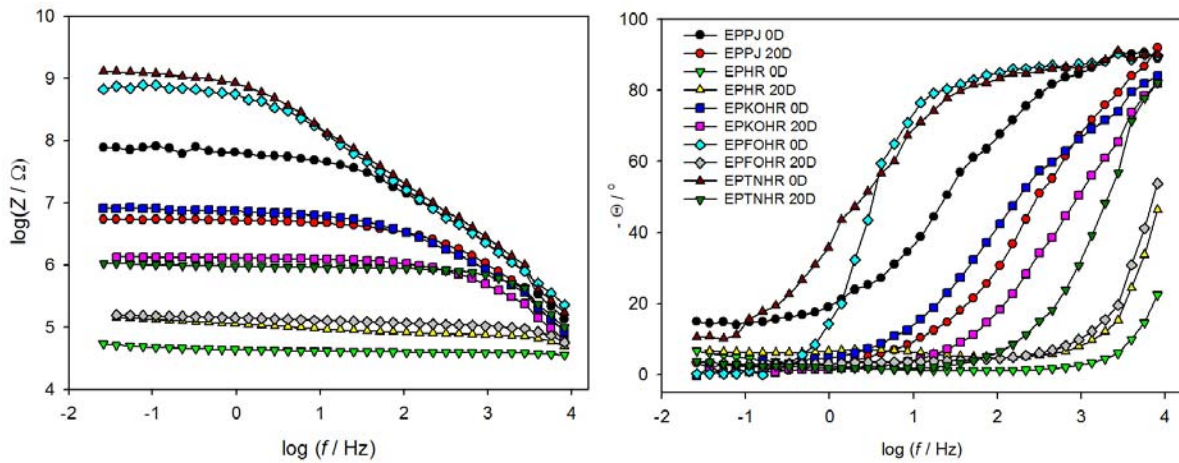 10
9
8
7
6
5
4
log(Z / Ω)
-2 -1 0 1 2 3 4
log (f / Hz)
100
80
60
40
20
0
- Θ / °
EPPJ 0D
EPPJ 20D
EPHR 0D
EPHR 20D
EPKOHR 0D
EPKOHR 20D
EPFOHR 0D
EPFOHR 20D
EPTNHR 0D
EPTNHR 20D
-2 -1 0 1 2 3 4
log (f / Hz)